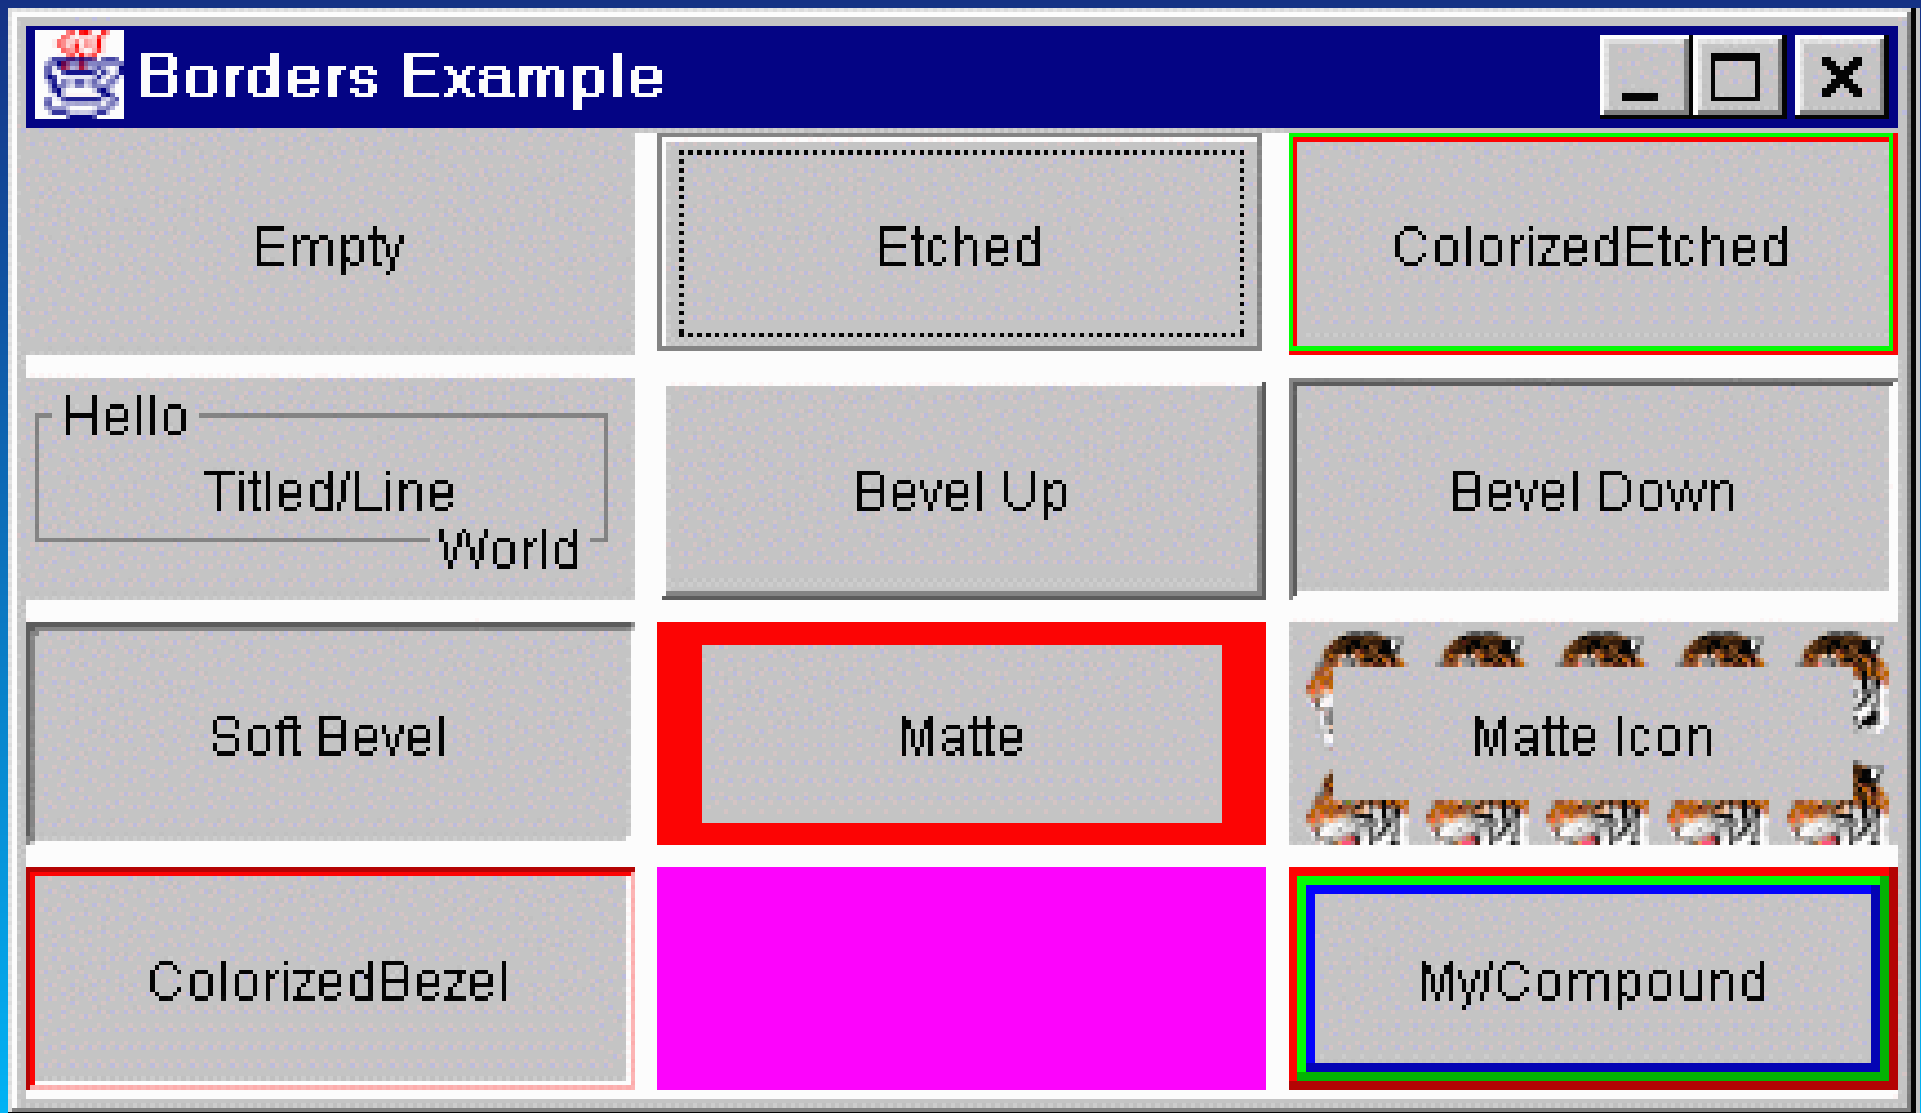 Borders Example
Empty
Etched
ColorizedEtched
Hello
Titled/Line
World
Bevel Up
Bevel Down
Soft Bevel
Matte
Matte Icon
ColorizedBezel
My/Compound